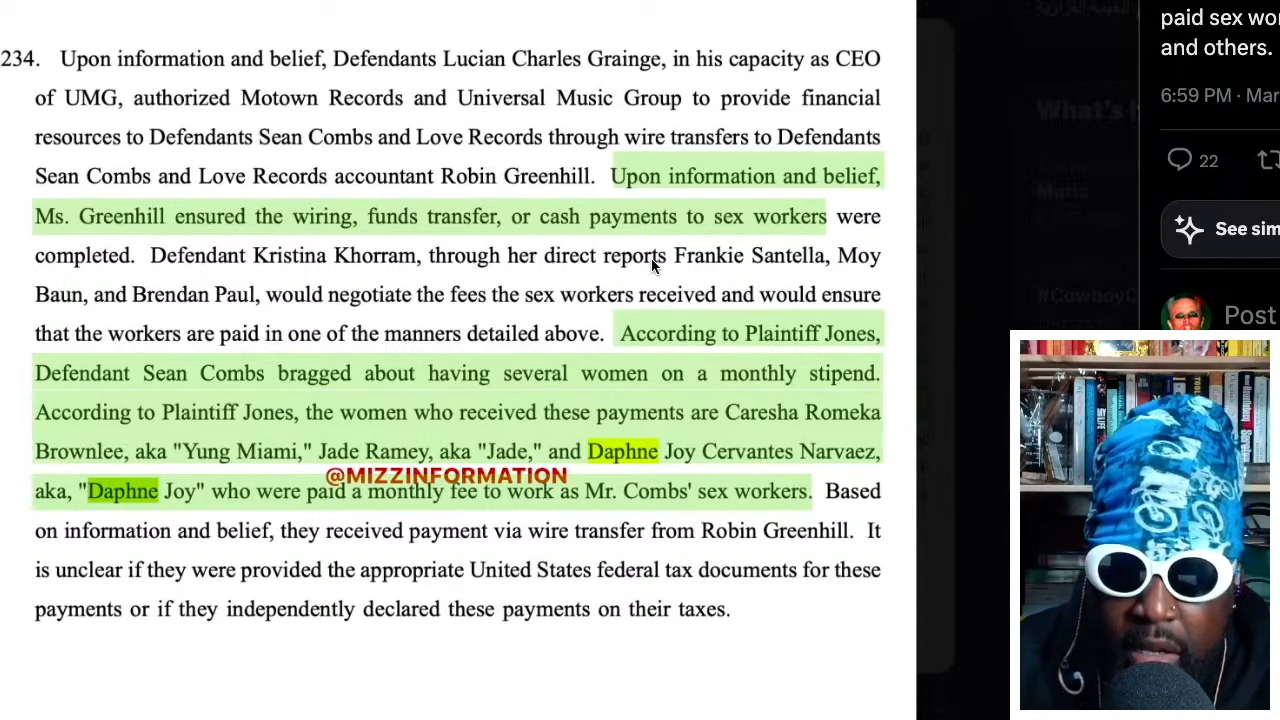 234. Upon information and belief, Defendants Lucian Charles Grainge, in his capacity as CEO
of UMG, authorized Motown Records and Universal Music Group to provide financial
resources to Defendants Sean Combs and Love Records through wire transfers to Defendants
Sean Combs and Love Records accountant Robin Greenhill. Upon information and belief,
Ms. Greenhill ensured the wiring, funds transfer, or cash payments to sex workers were
completed. Defendant Kristina Khorram, through her direct reports Frankie Santella, Moy
Baun, and Brendan Paul, would negotiate the fees the sex workers received and would ensure
that the workers are paid in one of the manners detailed above. According to Plaintiff Jones,
Defendant Sean Combs bragged about having several women on a monthly stipend.
According to Plaintiff Jones, the women who received these payments are Caresha Romeka
Brownlee, aka "Yung Miami," Jade Ramey, aka "Jade," and Daphne Joy Cervantes Narvaez,
@MIZZINFORMATION
aka, "Daphne Joy" who were paid a monthly fee to work as Mr. Combs' sex workers. Based
on information and belief, they received payment via wire transfer from Robin Greenhill. It
is unclear if they were provided the appropriate United States federal tax documents for these
payments or if they independently declared these payments on their taxes.
paid sex wo
and others.
6:59 PM · Mar
22
See sim
Post
What's h
#CowboyC